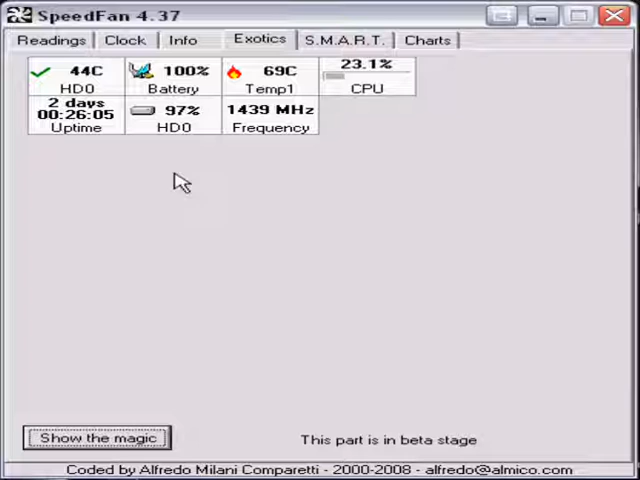 SpeedFan 4.37
Readings Clock Info Exotics S.M.A.R.T. Charts
44C 100% 69C 23.1%
HD0 Battery Temp1 CPU
2 days
00:26:05 97% 1439 MHz
Uptime HD0 Frequency
Show the magic This part is in beta stage
Coded by Alfredo Milani Comparetti - 2000-2008 - alfredo@almico.com